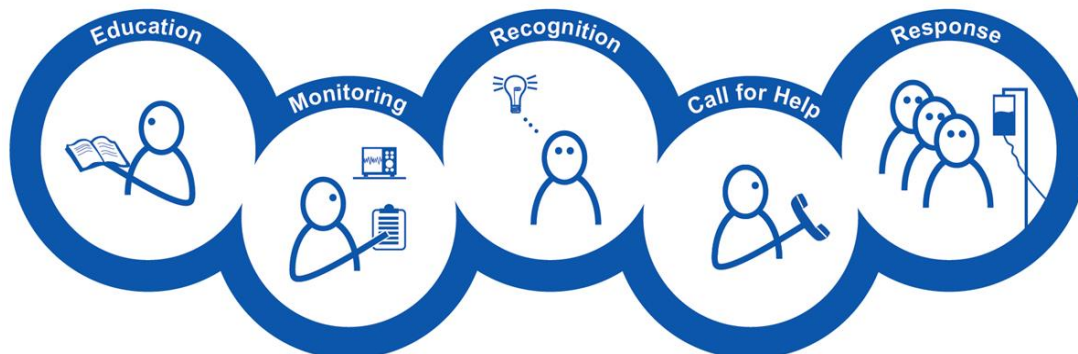 Education
Monitoring
Recognition
Call for Help
Response